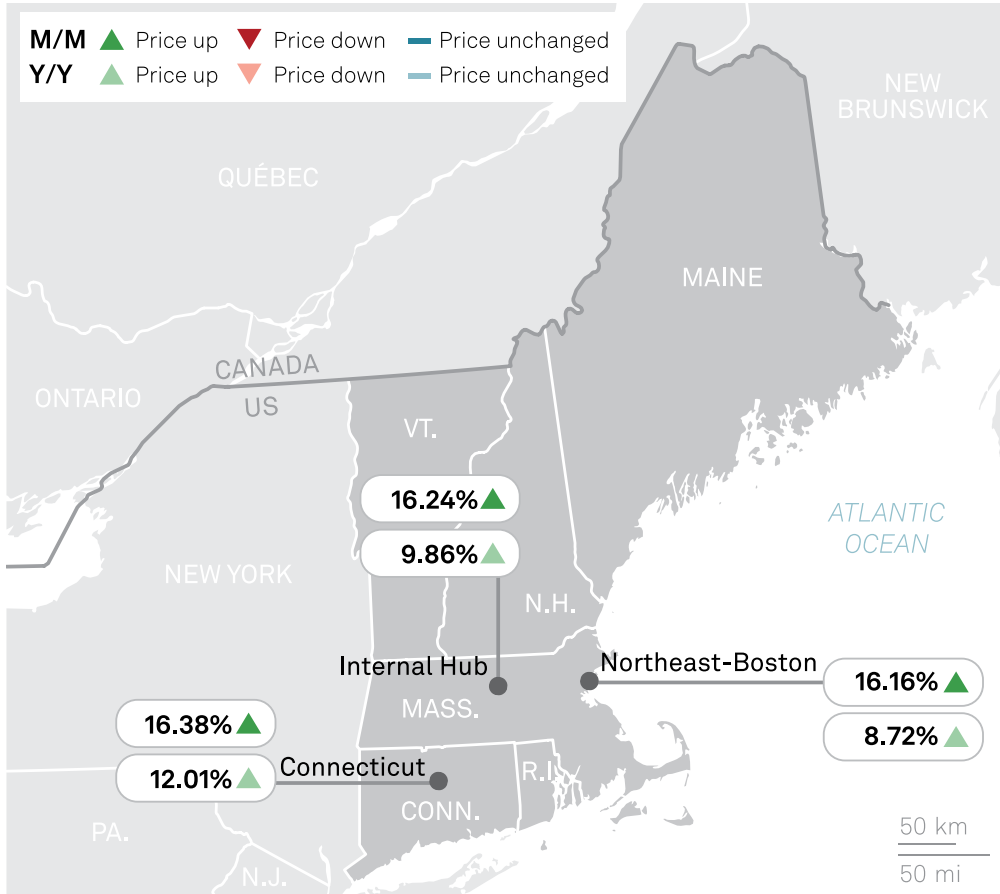 M/M Price up Price down Price unchanged
Y/Y Price up Price down Price unchanged
NEW
BRUNSWICK
QUÉBEC
MAINE
CANADA
US
ONTARIO
VT.
16.24%
9.86%
ATLANTIC
OCEAN
NEW YORK
N.H.
Internal Hub
Northeast-Boston
16.16%
8.72%
MASS.
16.38%
12.01%
Connecticut
R.I.
CONN.
PA.
N.J.
50 km
50 mi